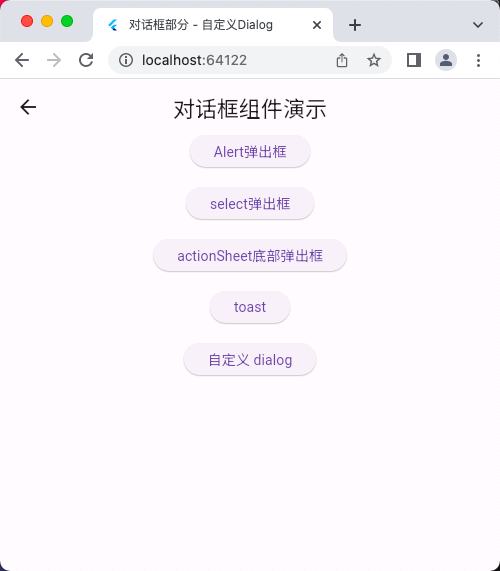 对话框部分 - 自定义Dialog
localhost:64122
对话框组件演示
Alert弹出框
select弹出框
actionSheet底部弹出框
toast
自定义 dialog